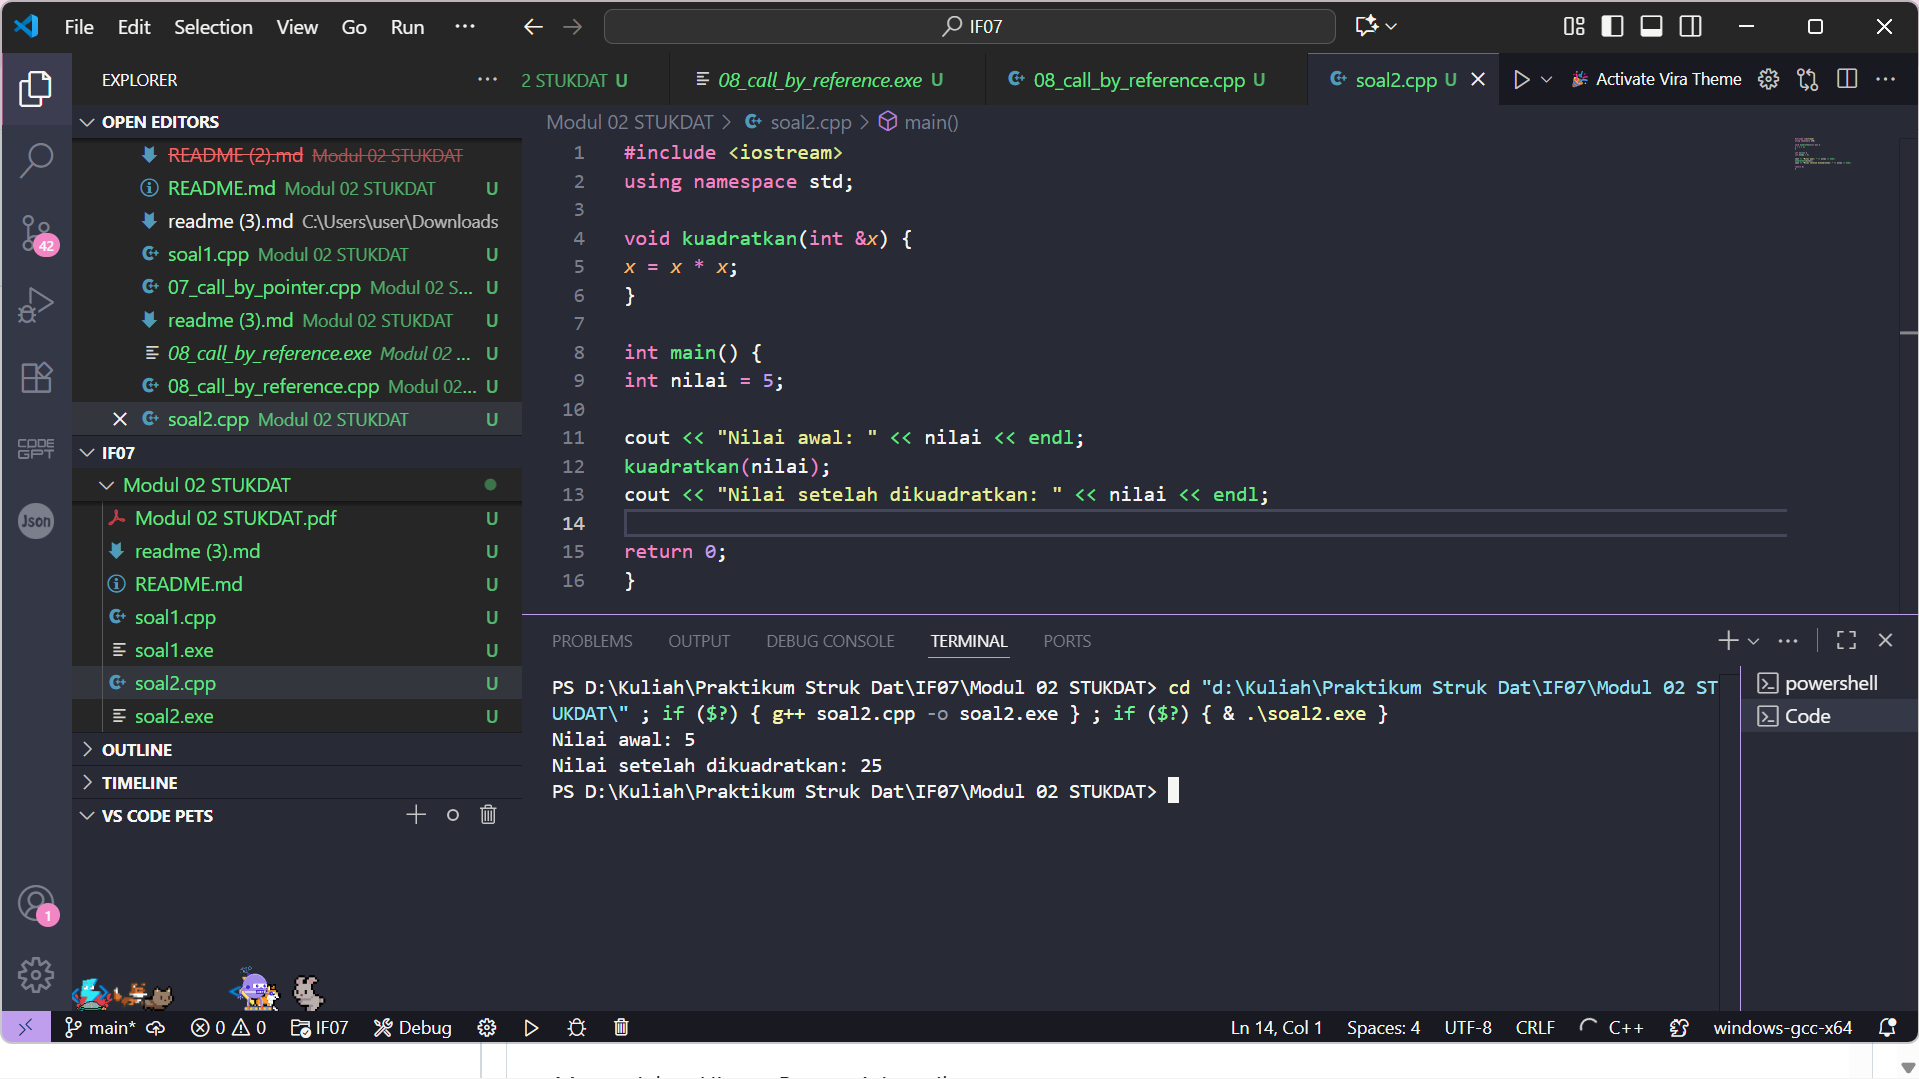 File Edit Selection View Go Run ··· IF07
EXPLORER ···
OPEN EDITORS
README (2).md Modul 02 STUKDAT
README.md Modul 02 STUKDAT U
readme (3).md C:\Users\user\Downloads
soal1.cpp Modul 02 STUKDAT U
07_call_by_pointer.cpp Modul 02 S... U
readme (3).md Modul 02 STUKDAT U
08_call_by_reference.exe Modul 02 ... U
08_call_by_reference.cpp Modul 02... U
soal2.cpp Modul 02 STUKDAT U
IF07
Modul 02 STUKDAT
Modul 02 STUKDAT.pdf U
readme (3).md U
README.md U
soal1.cpp U
soal1.exe U
soal2.cpp U
soal2.exe U
OUTLINE
TIMELINE
VS CODE PETS
42
CODE GPT
Json
1
2 STUKDAT U 08_call_by_reference.exe U 08_call_by_reference.cpp U soal2.cpp U Activate Vira Theme ···
Modul 02 STUKDAT > soal2.cpp > main()
1 #include <iostream>
2 using namespace std;
3
4 void kuadratkan(int &x) {
5 x = x * x;
6 }
7
8 int main() {
9 int nilai = 5;
10
11 cout << "Nilai awal: " << nilai << endl;
12 kuadratkan(nilai);
13 cout << "Nilai setelah dikuadratkan: " << nilai << endl;
14
15 return 0;
16 }
PROBLEMS OUTPUT DEBUG CONSOLE TERMINAL PORTS
PS D:\Kuliah\Praktikum Struk Dat\IF07\Modul 02 STUKDAT> cd "d:\Kuliah\Praktikum Struk Dat\IF07\Modul 02 ST
UKDAT\" ; if ($?) { g++ soal2.cpp -o soal2.exe } ; if ($?) { & .\soal2.exe }
Nilai awal: 5
Nilai setelah dikuadratkan: 25
PS D:\Kuliah\Praktikum Struk Dat\IF07\Modul 02 STUKDAT>
powershell
Code
main* 0 0 IF07 Debug Ln 14, Col 1 Spaces: 4 UTF-8 CRLF C++ windows-gcc-x64